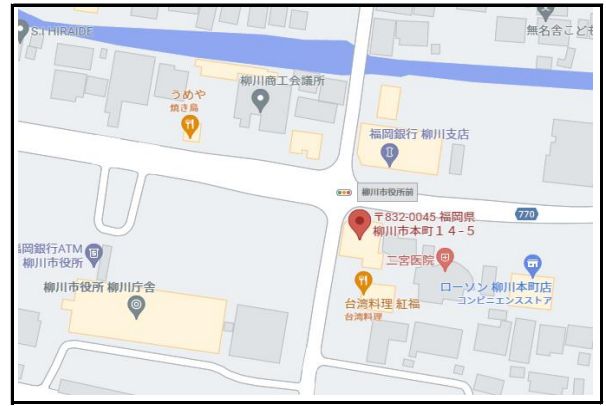 S.I HIRAIDE
無名舎こども
柳川商工会議所
うめや
焼き鳥
福岡銀行 柳川支店
柳川市役所前
〒832-0045 福岡県
柳川市本町14-5
770
福岡銀行ATM
柳川市役所
二宮医院
柳川市役所 柳川庁舎
ローソン 柳川本町店
コンビニエンスストア
台湾料理 紅福
台湾料理